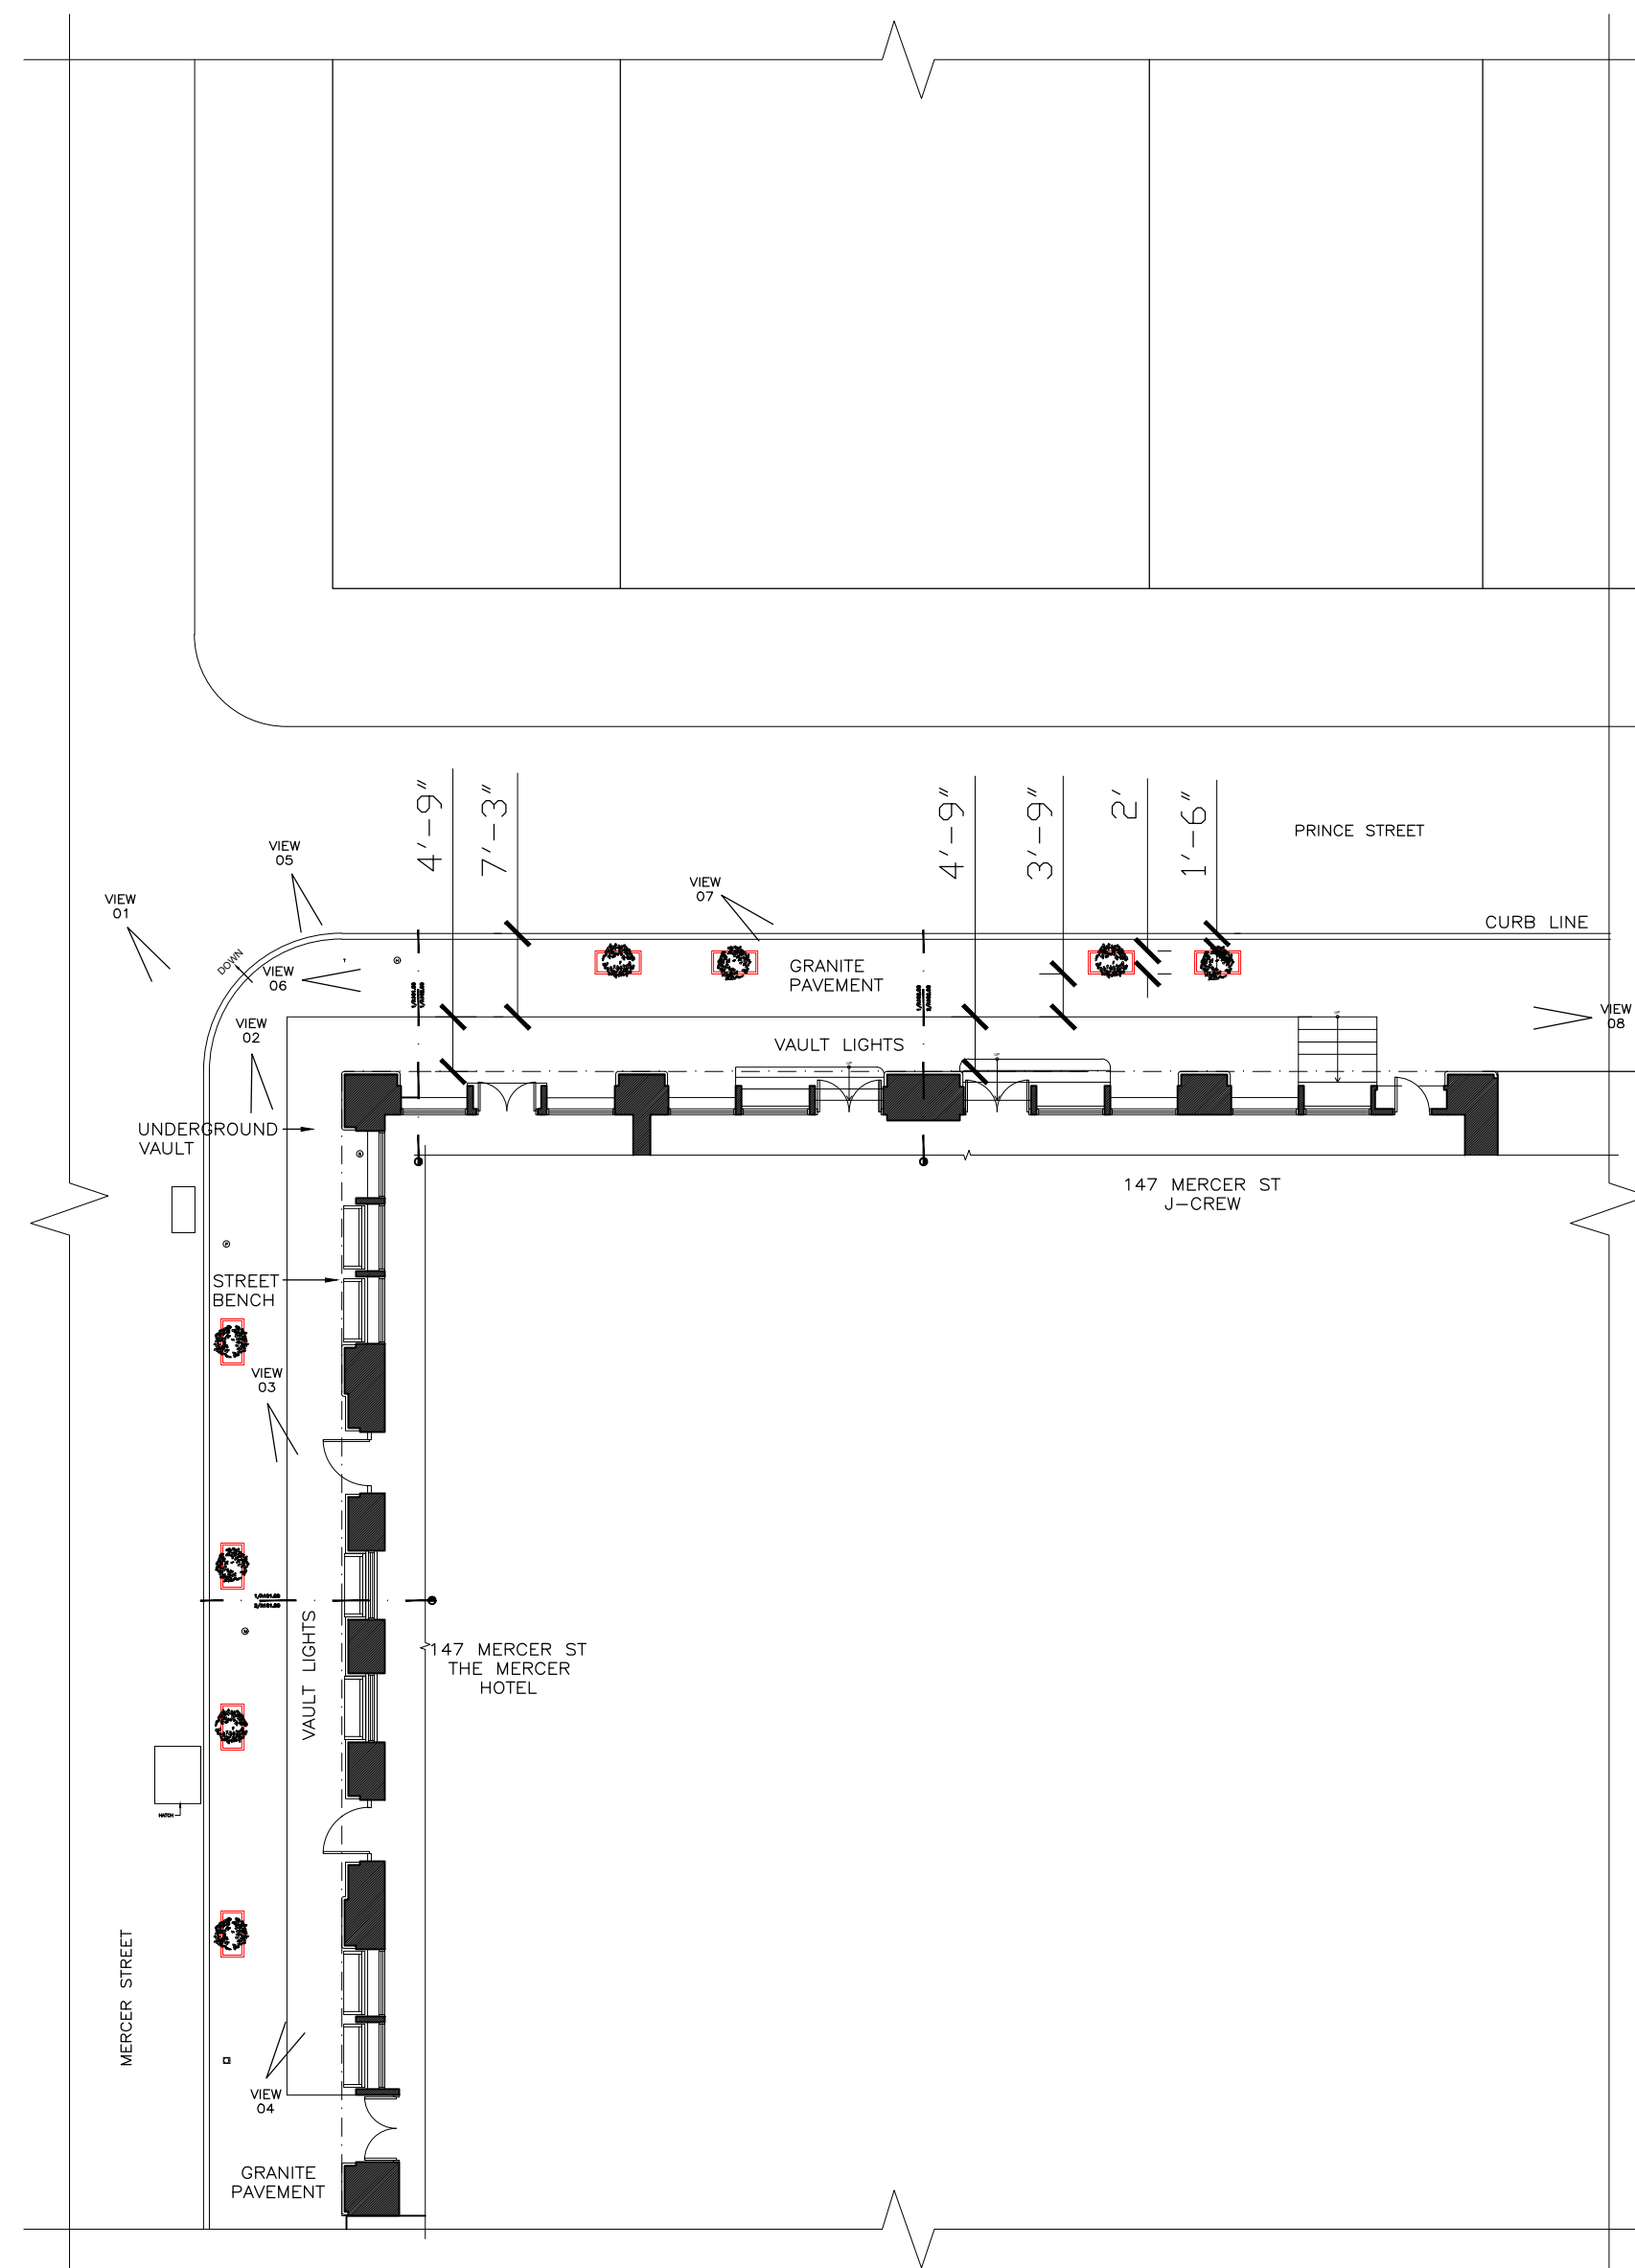 4'-9"
7'-3"
4'-9"
3'-9"
2'
1'-6"
PRINCE STREET
VIEW
05
VIEW
07
VIEW
01
CURB LINE
DOWN
VIEW
06
GRANITE
PAVEMENT
VIEW
02
VIEW
08
VAULT LIGHTS
UP
UP
UP
UNDERGROUND
VAULT
147 MERCER ST
J-CREW
STREET
BENCH
VIEW
03
VAULT LIGHTS
147 MERCER ST
THE MERCER
HOTEL
HATCH
MERCER STREET
VIEW
04
GRANITE
PAVEMENT